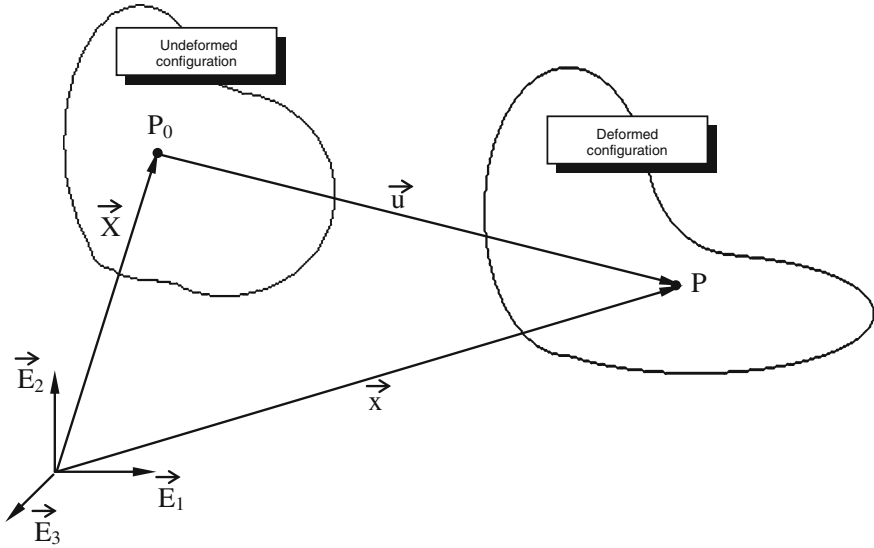 Undeformed
configuration
P₀
Deformed
configuration
X
u
P
E₂
x
E₁
E₃